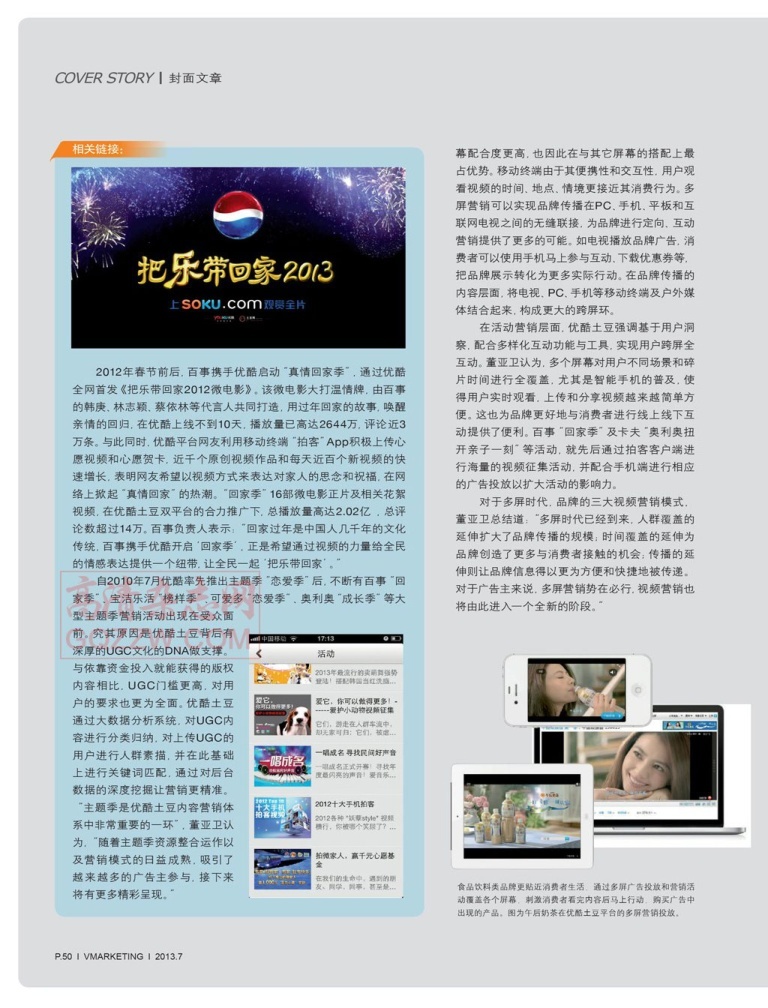 COVER STORY | 封面文章
相关链接：
把乐带回家2013
上SOKU.com观赏全片
2012年春节前后，百事携手优酷启动“真情回家季”，通过优酷
全网首发《把乐带回家2012微电影》。该微电影大打温情牌，由百事
的韩庚，林志颖，蔡依林等代言人共同打造，用过年回家的故事，唤醒
亲情的回归，在优酷上线不到10天，播放量已高达2644万，评论近3
万条。与此同时，优酷平台网友利用移动终端“拍客”App积极上传心
愿视频和心愿贺卡，近千个原创视频作品和每天近百个新视频的快
速增长，表明网友希望以视频方式来表达对家人的思念和祝福，在网
络上掀起“真情回家”的热潮。“回家季”16部微电影正片及相关花絮
视频，在优酷土豆双平台的合力推广下，总播放量高达2.02亿，总评
论数超过14万。百事负责人表示：“回家过年是中国人几千年的文化
传统，百事携手优酷开启‘回家季’，正是希望通过视频的力量给全民
的情感表达提供一个纽带，让全民一起‘把乐带回家’。”
自2010年7月优酷率先推出主题季“恋爱季”后，不断有百事“回
家季”，宝洁乐活“榜样季”，可爱多“恋爱季”，奥利奥“成长季”等大
型主题季营销活动出现在受众面
前。究其原因是优酷土豆背后有
深厚的UGC文化的DNA做支撑。
与依靠资金投入就能获得的版权
内容相比，UGC门槛更高，对用
户的要求也更为全面。优酷土豆
通过大数据分析系统，对UGC内
容进行分类归纳，对上传UGC的
用户进行人群素描，并在此基础
上进行关键词匹配，通过对后台
数据的深度挖掘让营销更精准。
“主题季是优酷土豆内容营销体
系中非常重要的一环”，董亚卫认
为，“随着主题季资源整合运作以
及营销模式的日益成熟，吸引了
越来越多的广告主参与，接下来
将有更多精彩呈现。”
中国移动 17:13
活动
2013年最流行的卖萌舞强势
爱它，你可以做得更多！-
-----爱护小动物视频征集
它们，游走在人群车流中，
一唱成名 寻找民间好声音
一唱成名正式开幕！寻找年
度最闪亮的声音！爱音乐...
2012十大手机拍客
2012各种“妖孽style”视频
横行，你被哪个笑尿了？...
拍微家人，赢千元心愿基
金
在我们的生命中，遇到的朋
友、同学、同事、甚至是...
幕配合度更高，也因此在与其它屏幕的搭配上最
占优势。移动终端由于其便携性和交互性，用户观
看视频的时间、地点、情境更接近其消费行为。多
屏营销可以实现品牌传播在PC、手机、平板和互
联网电视之间的无缝联接，为品牌进行定向、互动
营销提供了更多的可能。如电视播放品牌广告，消
费者可以使用手机马上参与互动，下载优惠券等，
把品牌展示转化为更多实际行动。在品牌传播的
内容层面，将电视、PC、手机等移动终端及户外媒
体结合起来，构成更大的跨屏环。
在活动营销层面，优酷土豆强调基于用户洞
察，配合多样化互动功能与工具，实现用户跨屏全
互动。董亚卫认为，多个屏幕对用户不同场景和碎
片时间进行全覆盖，尤其是智能手机的普及，使
得用户实时观看，上传和分享视频越来越简单方
便。这也为品牌更好地与消费者进行线上线下互
动提供了便利。百事“回家季”及卡夫“奥利奥扭
开亲子一刻”等活动，就先后通过拍客客户端进
行海量的视频征集活动，并配合手机端进行相应
的广告投放以扩大活动的影响力。
对于多屏时代，品牌的三大视频营销模式，
董亚卫总结道：“多屏时代已经到来，人群覆盖的
延伸扩大了品牌传播的规模；时间覆盖的延伸为
品牌创造了更多与消费者接触的机会；传播的延
伸则让品牌信息得以更为方便和快捷地被传递。
对于广告主来说，多屏营销势在必行，视频营销也
将由此进入一个全新的阶段。”
食品饮料类品牌更贴近消费者生活，通过多屏广告投放和营销活
动覆盖各个屏幕，刺激消费者看完内容后马上行动，购买广告中
出现的产品。图为午后奶茶在优酷土豆平台的多屏营销投放。
P.50 | VMARKETING | 2013.7